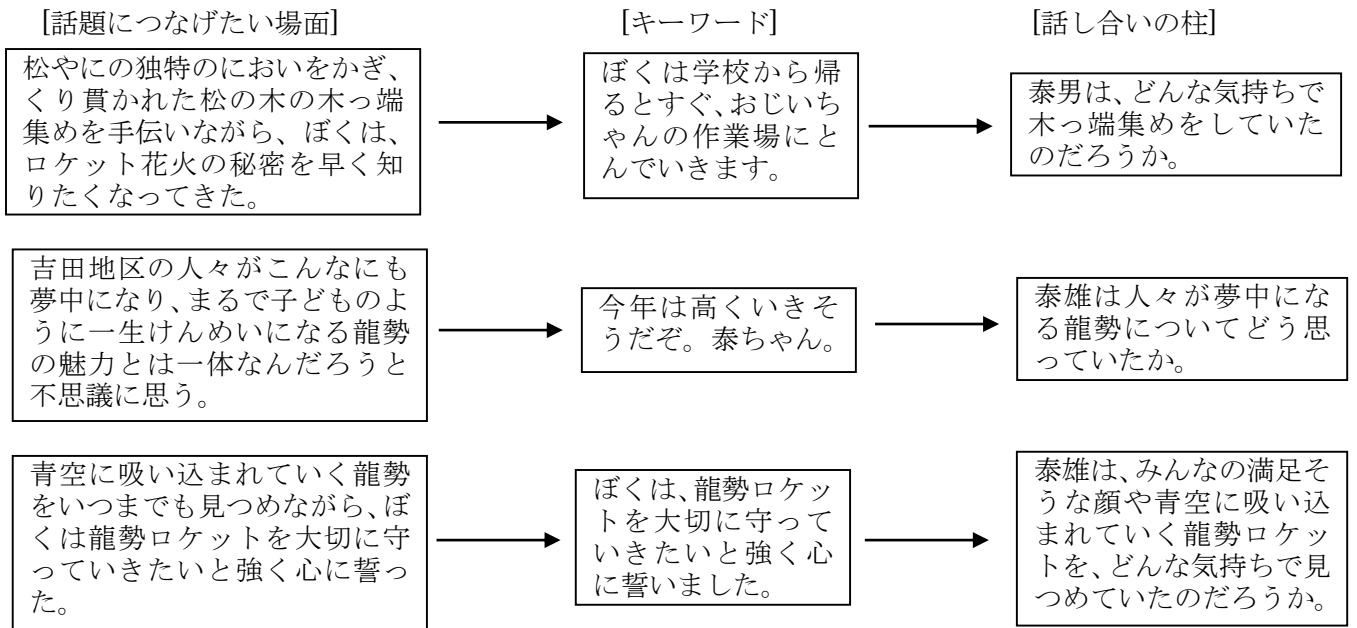 [話題につなげたい場面]
[キーワード]
[話し合いの柱]
松やにの独特のにおいをかぎ、
くり貫かれた松の木の木っ端
集めを手伝いながら、ぼくは、
ロケット花火の秘密を早く知
りたくなってきた。
ぼくは学校から帰
るとすぐ、おじいち
ゃんの作業場にと
んでいきます。
泰男は、どんな気持ちで
木っ端集めをしていた
のだろうか。
吉田地区の人々がこんなにも
夢中になり、まるで子どものよ
うに一生けんめいになる龍勢
の魅力とは一体なんだろうと
不思議に思う。
今年は高くいきそ
うだぞ。泰ちゃん。
泰雄は人々が夢中にな
る龍勢についてどう思
っていたか。
青空に吸い込まれていく龍勢
をいつまでも見つめながら、ぼ
くは龍勢ロケットを大切に守
っていきたいと強く心に誓っ
た。
ぼくは、龍勢ロケッ
トを大切に守って
いきたいと強く心
に誓いました。
泰雄は、みんなの満足そ
うな顔や青空に吸い込
まれていく龍勢ロケッ
トを、どんな気持ちで見
つめていたのだろうか。